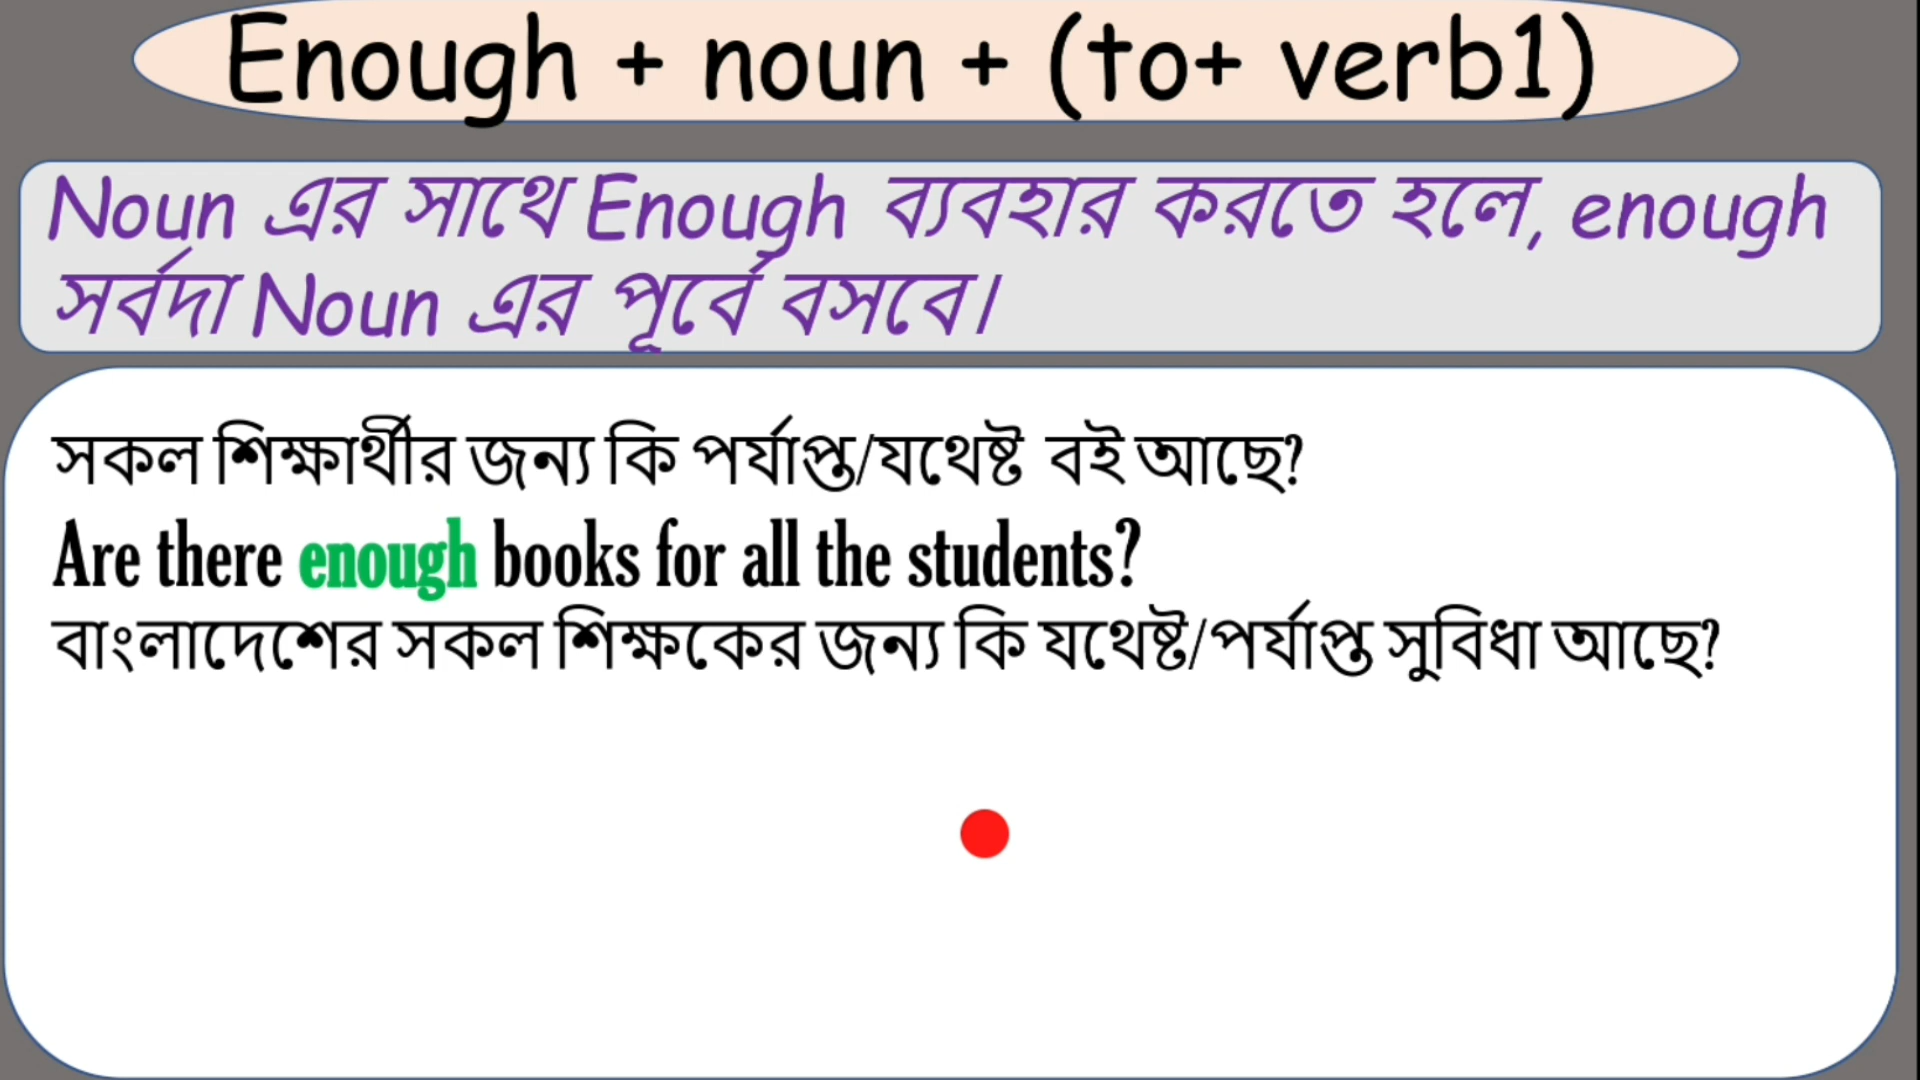 Enough + noun + (to+ verb1)
Noun এর সাথে Enough ব্যবহার করতে হলে, enough
সর্বদা Noun এর পূর্বে বসবে।
সকল শিক্ষার্থীর জন্য কি পর্যাপ্ত/যথেষ্ট বই আছে?
Are there enough books for all the students?
বাংলাদেশের সকল শিক্ষকের জন্য কি যথেষ্ট/পর্যাপ্ত সুবিধা আছে?